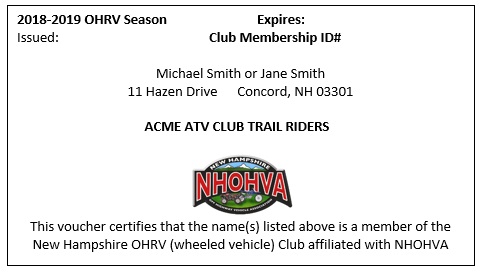 2018-2019 OHRV Season Expires:
Issued: Club Membership ID#
Michael Smith or Jane Smith
11 Hazen Drive Concord, NH 03301
ACME ATV CLUB TRAIL RIDERS
NEW HAMPSHIRE
NHOHVA
This voucher certifies that the name(s) listed above is a member of the
New Hampshire OHRV (wheeled vehicle) Club affiliated with NHOHVA